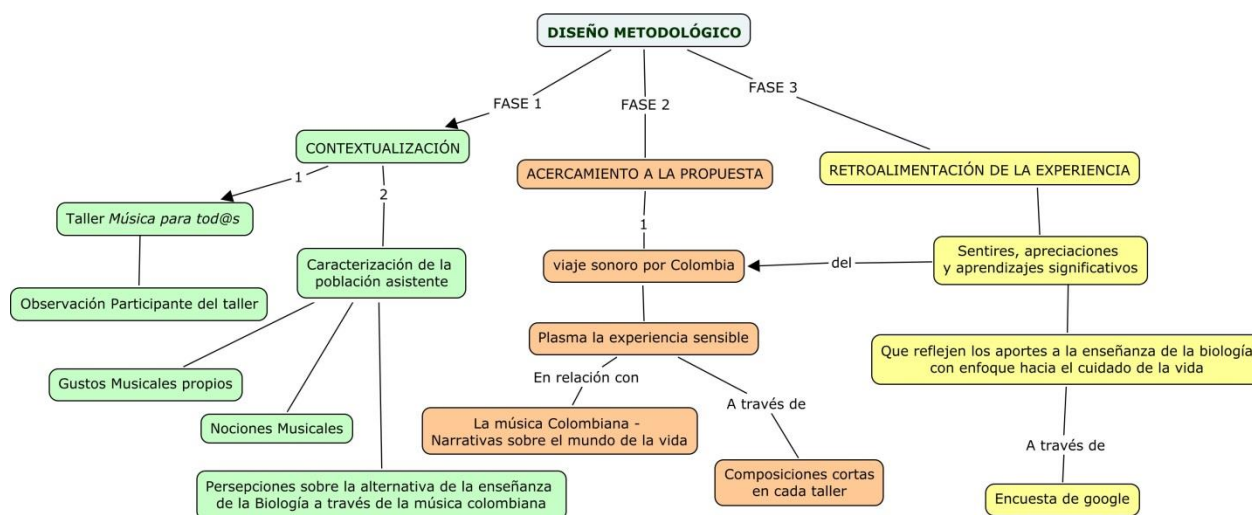 DISEÑO METODOLÓGICO
FASE 1
FASE 2
FASE 3
CONTEXTUALIZACIÓN
ACERCAMIENTO A LA PROPUESTA
RETROALIMENTACIÓN DE LA EXPERIENCIA
1
2
1
Taller Música para tod@s
Observación Participante del taller
Caracterización de la
población asistente
Gustos Musicales propios
Nociones Musicales
Persepciones sobre la alternativa de la enseñanza
de la Biología a través de la música colombiana
viaje sonoro por Colombia
del
Sentires, apreciaciones
y aprendizajes significativos
Plasma la experiencia sensible
En relación con
A través de
La música Colombiana -
Narrativas sobre el mundo de la vida
Composiciones cortas
en cada taller
Que reflejen los aportes a la enseñanza de la biología
con enfoque hacia el cuidado de la vida
A través de
Encuesta de google